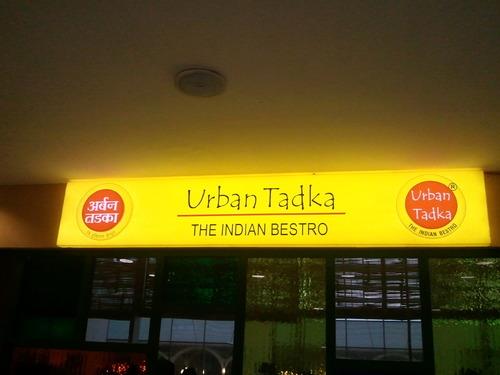 अर्बन
तडका
Urban Tadka
THE INDIAN BESTRO
Urban
Tadka
®
THE INDIAN BESTRO